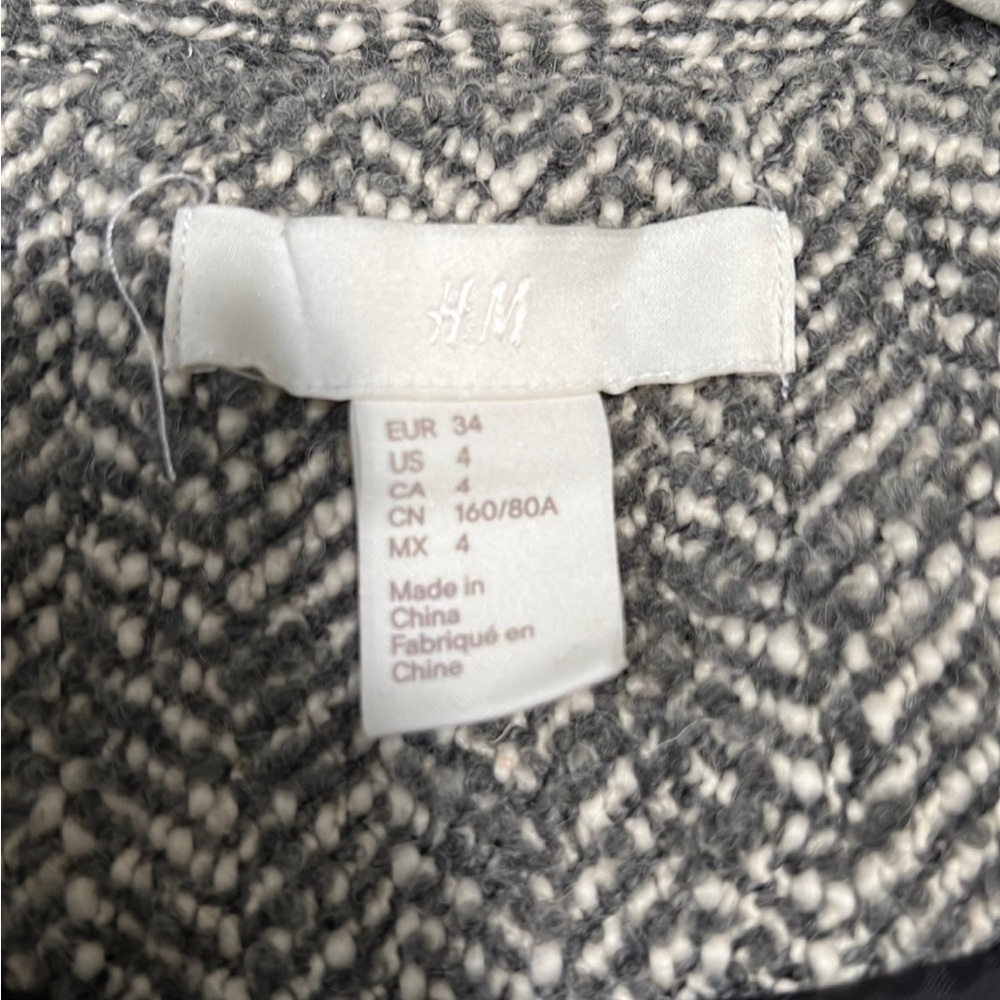 H&M
EUR 34
US 4
CA 4
CN 160/80A
MX 4
Made in
China
Fabriqué en
Chine